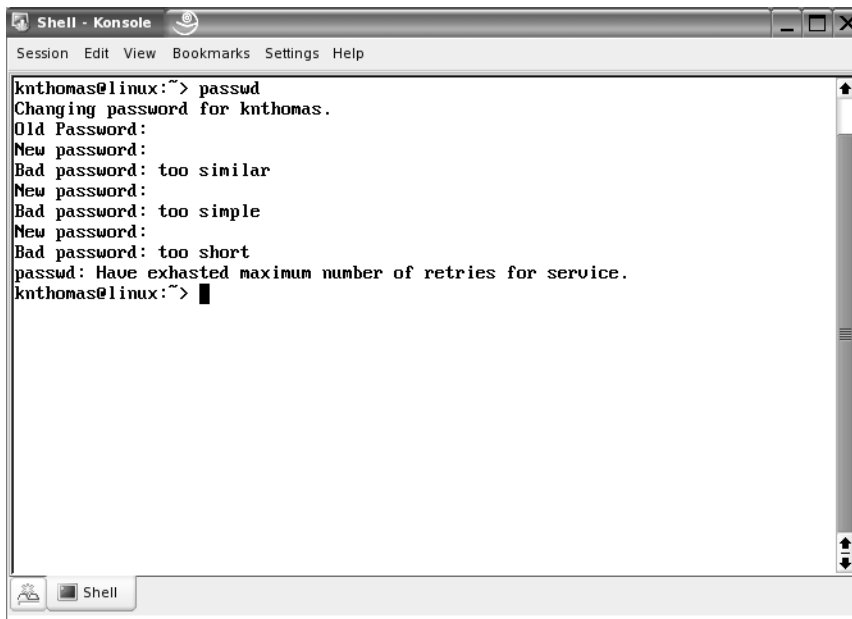 Shell - Konsole
Session Edit View Bookmarks Settings Help
knthomas@linux:~> passwd
Changing password for knthomas.
Old Password:
New password:
Bad password: too similar
New password:
Bad password: too simple
New password:
Bad password: too short
passwd: Have exhasted maximum number of retries for service.
knthomas@linux:~>
Shell